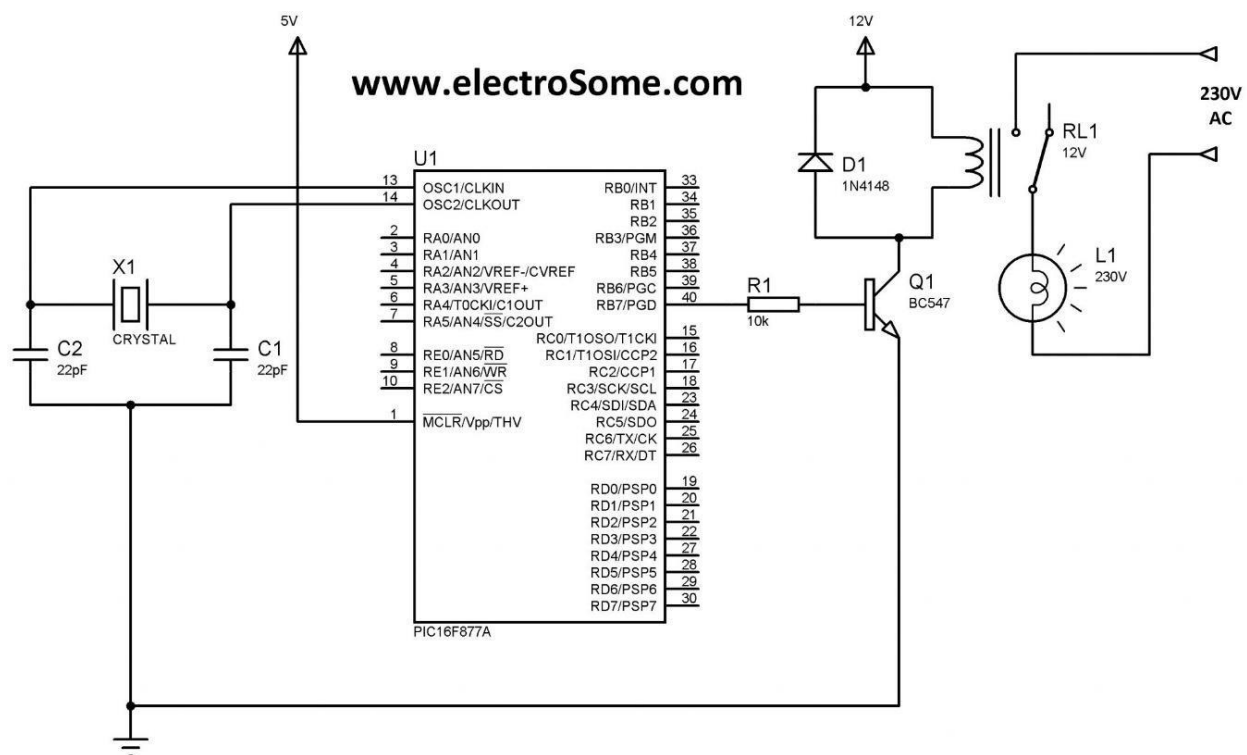 5V
12V
www.electroSome.com
230V
AC
U1
13 OSC1/CLKIN
14 OSC2/CLKOUT
2 RA0/AN0
3 RA1/AN1
4 RA2/AN2/VREF-/CVREF
5 RA3/AN3/VREF+
6 RA4/T0CKI/C1OUT
7 RA5/AN4/SS/C2OUT
8 RE0/AN5/RD
9 RE1/AN6/WR
10 RE2/AN7/CS
1 MCLR/Vpp/THV
RB0/INT 33
RB1 34
RB2 35
RB3/PGM 36
RB4 37
RB5 38
RB6/PGC 39
RB7/PGD 40
RC0/T1OSO/T1CKI 15
RC1/T1OSI/CCP2 16
RC2/CCP1 17
RC3/SCK/SCL 18
RC4/SDI/SDA 23
RC5/SDO 24
RC6/TX/CK 25
RC7/RX/DT 26
RD0/PSP0 19
RD1/PSP1 20
RD2/PSP2 21
RD3/PSP3 22
RD4/PSP4 27
RD5/PSP5 28
RD6/PSP6 29
RD7/PSP7 30
PIC16F877A
X1
CRYSTAL
C2
22pF
C1
22pF
R1
10k
D1
1N4148
Q1
BC547
RL1
12V
L1
230V